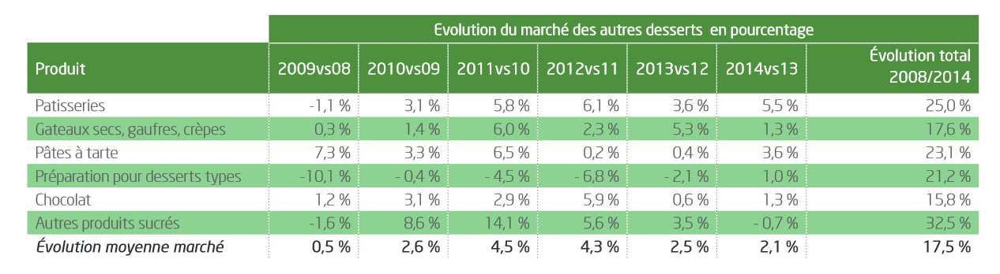 Evolution du marché des autres desserts en pourcentage
Produit 2009vs08 2010vs09 2011vs10 2012vs11 2013vs12 2014vs13 Évolution total 2008/2014
Patisseries -1,1 % 3,1 % 5,8 % 6,1 % 3,6 % 5,5 % 25,0 %
Gateaux secs, gaufres, crèpes 0,3 % 1,4 % 6,0 % 2,3 % 5,3 % 1,3 % 17,6 %
Pâtes à tarte 7,3 % 3,3 % 6,5 % 0,2 % 0,4 % 3,6 % 23,1 %
Préparation pour desserts types -10,1 % - 0,4 % - 4,5 % - 6,8 % - 2,1 % 1,0 % 21,2 %
Chocolat 1,2 % 3,1 % 2,9 % 5,9 % 0,6 % 1,3 % 15,8 %
Autres produits sucrés -1,6 % 8,6 % 14,1 % 5,6 % 3,5 % - 0,7 % 32,5 %
Évolution moyenne marché 0,5 % 2,6 % 4,5 % 4,3 % 2,5 % 2,1 % 17,5 %